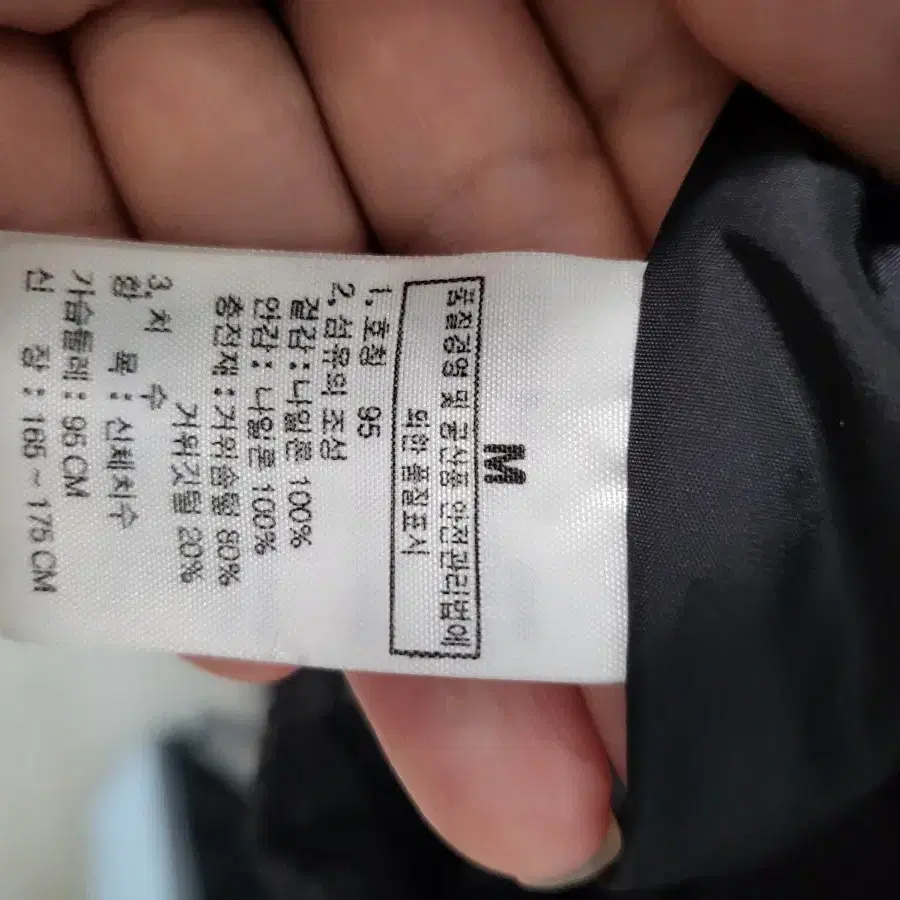 M
품질경영 및 공산품 안전관리법에
의한 품질표시
1. 호칭 95
2. 섬유의 조성
겉감 : 나일론 100%
안감 : 나일론 100%
충전재 : 거위솜털 80%
거위깃털 20%
3. 치 수
항 목 : 신체치수
가슴둘레 : 95 CM
신 장 : 165 ~ 175 CM